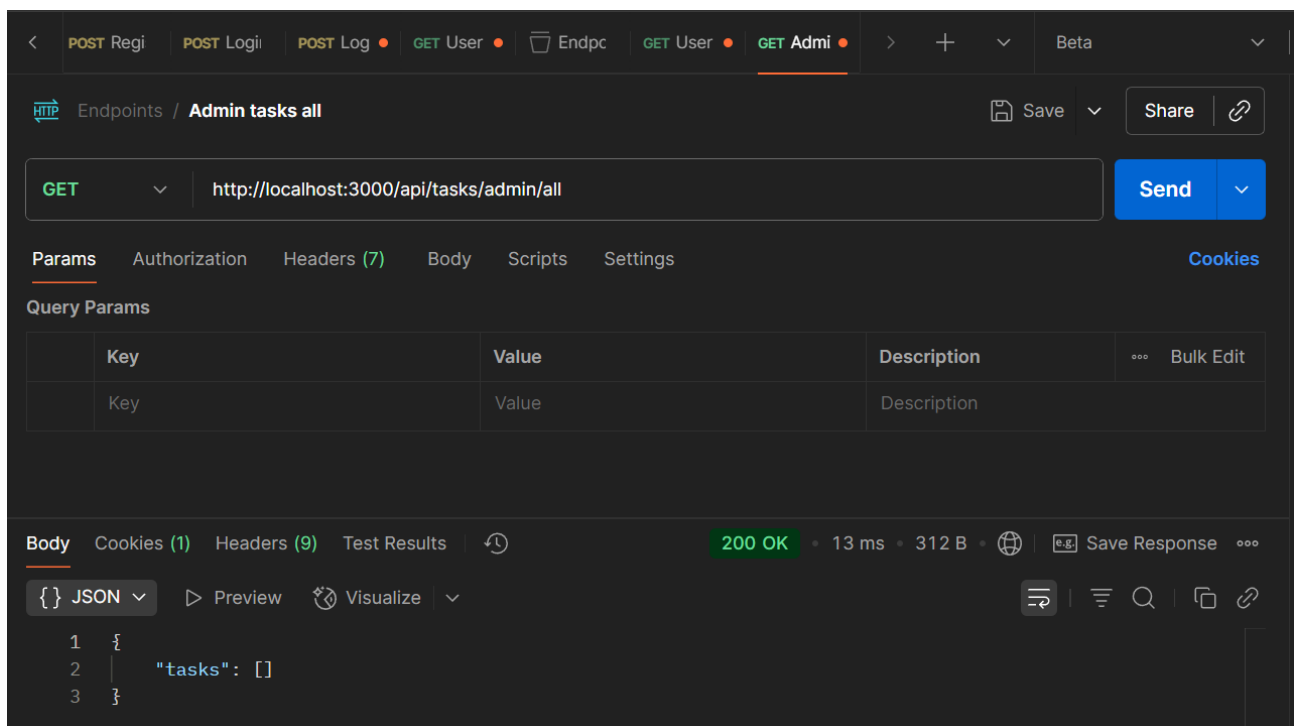 POST Regi POST Logi POST Log GET User Endpc GET User GET Admi Beta
HTTP Endpoints / Admin tasks all Save Share
GET http://localhost:3000/api/tasks/admin/all Send
Params Authorization Headers (7) Body Scripts Settings Cookies
Query Params
Key Value Description ooo Bulk Edit
Key Value Description
Body Cookies (1) Headers (9) Test Results 200 OK • 13 ms • 312 B • e.g. Save Response ooo
{} JSON Preview Visualize
1 {
2 "tasks": []
3 }